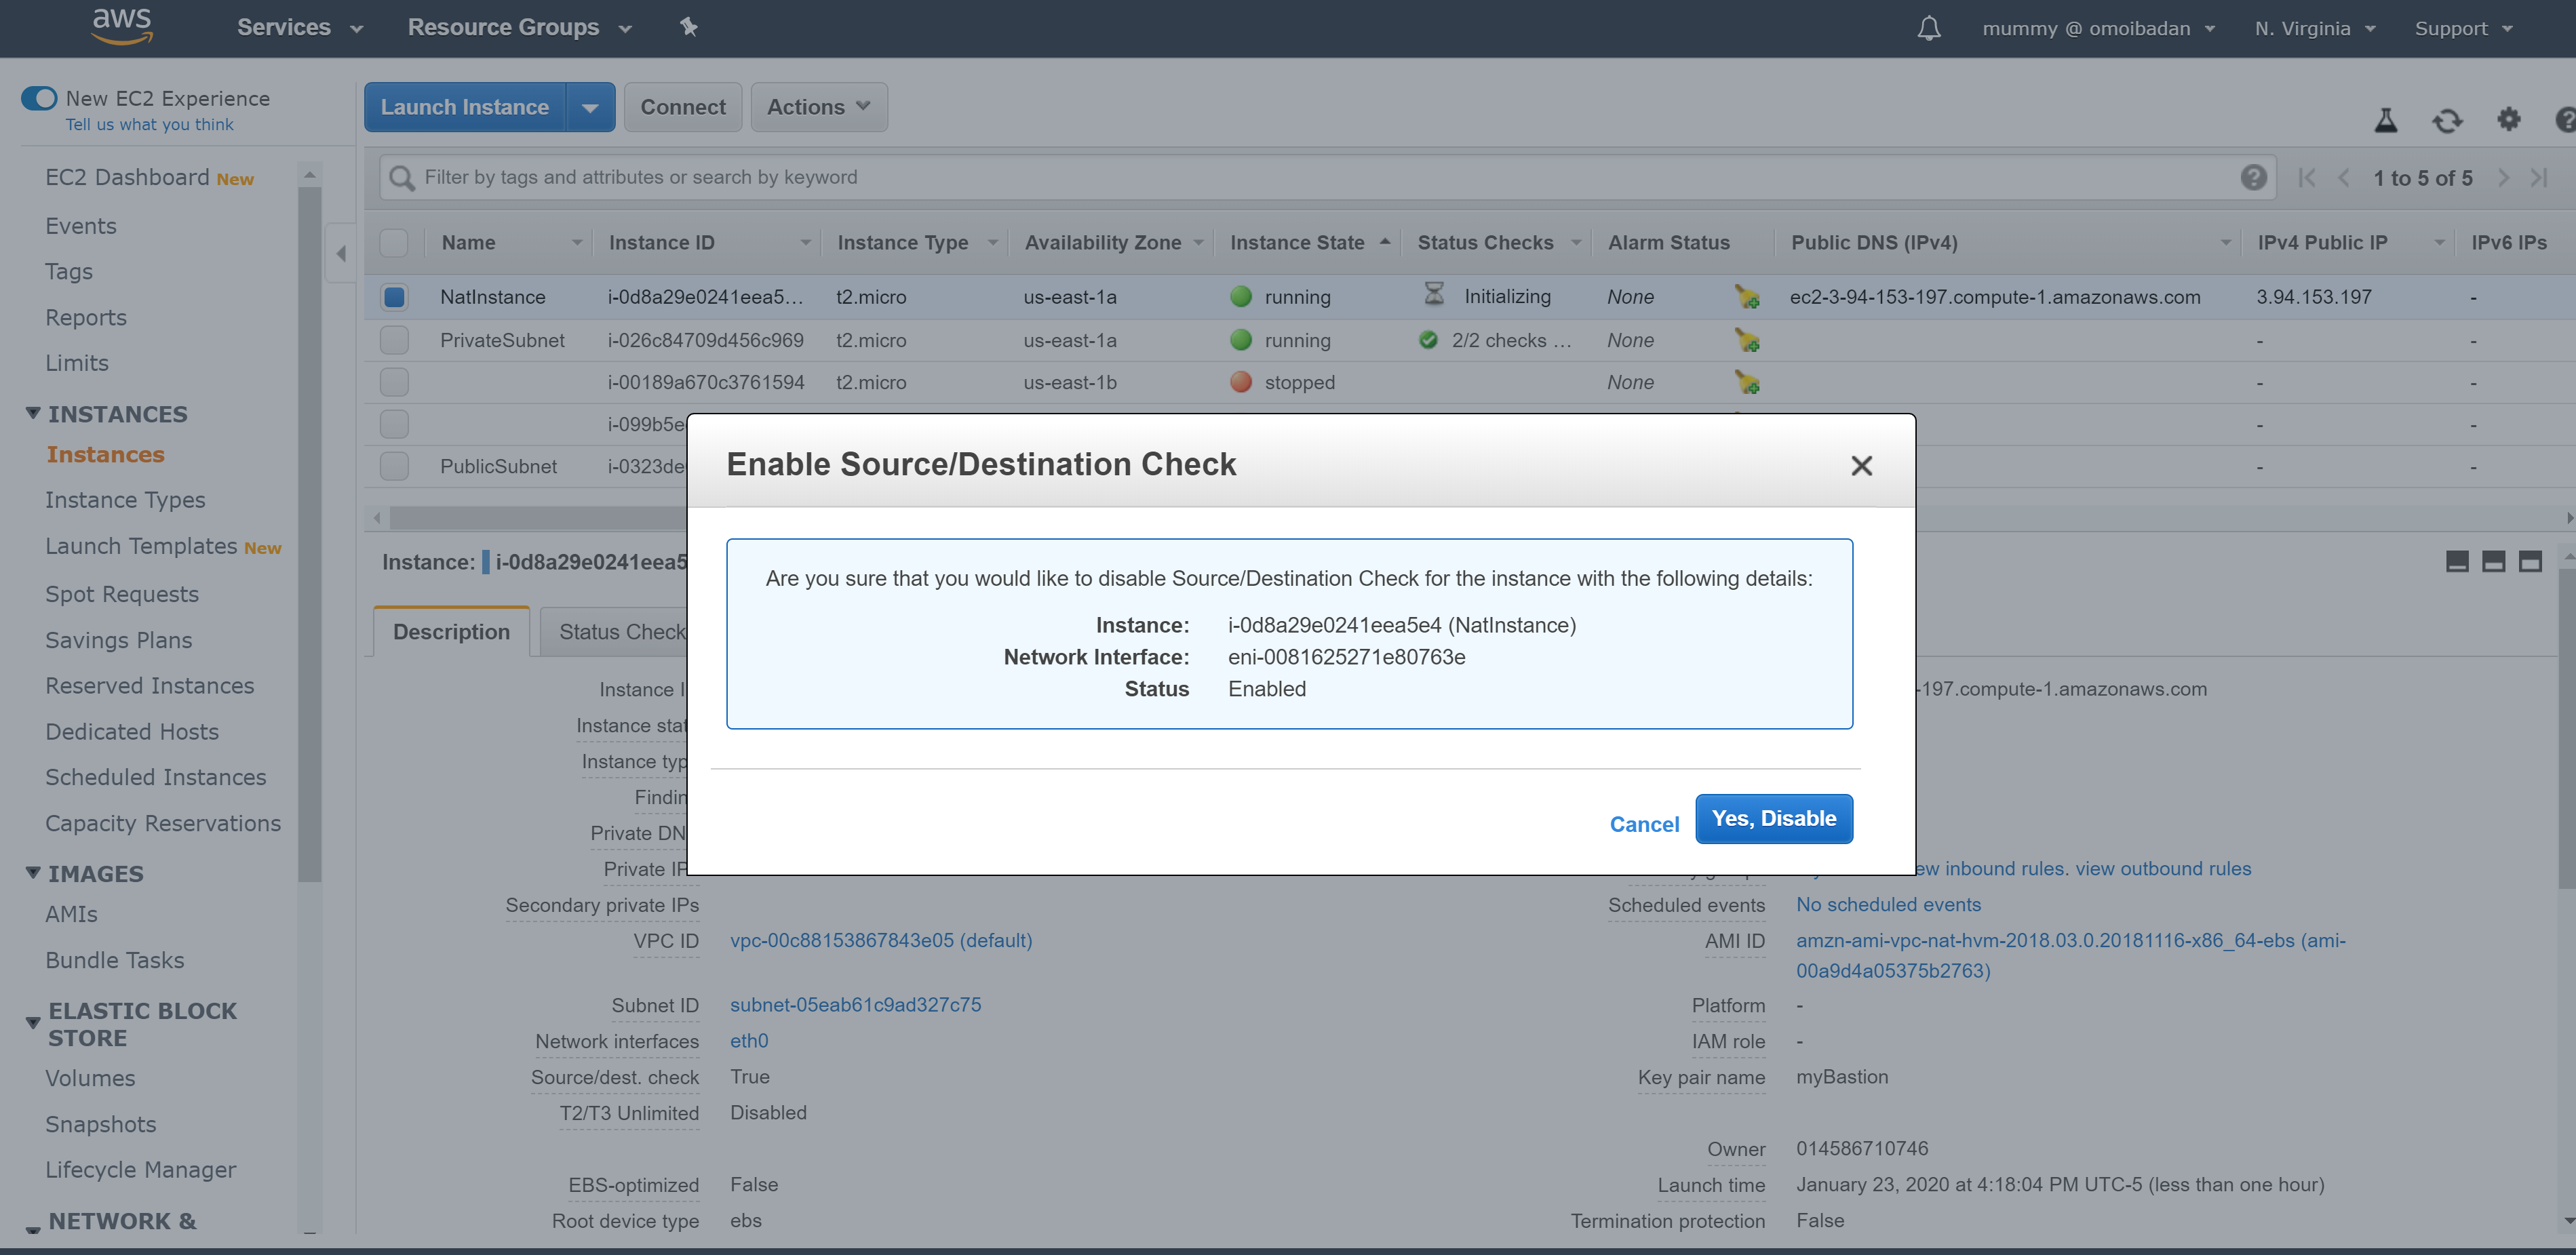 aws Services Resource Groups mummy @ omoibadan N. Virginia Support
New EC2 Experience
Tell us what you think
EC2 Dashboard New
Events
Tags
Reports
Limits
INSTANCES
Instances
Instance Types
Launch Templates New
Spot Requests
Savings Plans
Reserved Instances
Dedicated Hosts
Scheduled Instances
Capacity Reservations
IMAGES
AMIs
Bundle Tasks
ELASTIC BLOCK
STORE
Volumes
Snapshots
Lifecycle Manager
NETWORK &
Launch Instance Connect Actions
Filter by tags and attributes or search by keyword 1 to 5 of 5
Name Instance ID Instance Type Availability Zone Instance State Status Checks Alarm Status Public DNS (IPv4) IPv4 Public IP IPv6 IPs
NatInstance i-0d8a29e0241eea5... t2.micro us-east-1a running Initializing None ec2-3-94-153-197.compute-1.amazonaws.com 3.94.153.197 -
PrivateSubnet i-026c84709d456c969 t2.micro us-east-1a running 2/2 checks ... None - -
i-00189a670c3761594 t2.micro us-east-1b stopped None - -
i-099b5e - -
PublicSubnet i-0323de - -
Enable Source/Destination Check
Are you sure that you would like to disable Source/Destination Check for the instance with the following details:
Instance: i-0d8a29e0241eea5e4 (NatInstance)
Network Interface: eni-0081625271e80763e
Status Enabled
Cancel Yes, Disable
Instance: i-0d8a29e0241eea5
Description Status Check
Instance I -197.compute-1.amazonaws.com
Instance stat
Instance typ
Findin
Private DN
Private IP ew inbound rules. view outbound rules
Secondary private IPs Scheduled events No scheduled events
VPC ID vpc-00c88153867843e05 (default) AMI ID amzn-ami-vpc-nat-hvm-2018.03.0.20181116-x86_64-ebs (ami-
00a9d4a05375b2763)
Subnet ID subnet-05eab61c9ad327c75 Platform -
Network interfaces eth0 IAM role -
Source/dest. check True Key pair name myBastion
T2/T3 Unlimited Disabled
Owner 014586710746
EBS-optimized False Launch time January 23, 2020 at 4:18:04 PM UTC-5 (less than one hour)
Root device type ebs Termination protection False